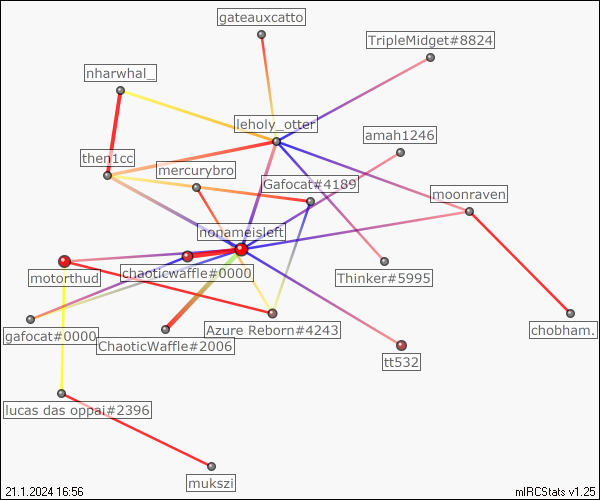 gateauxcatto
TripleMidget#8824
nharwhal_
leholy_otter
amah1246
then1cc
mercurybro
Gafocat#4189
moonraven
nonameisleft
chaoticwaffle#0000
motorthud
Thinker#5995
gafocat#0000
Azure Reborn#4243
chobham.
ChaoticWaffle#2006
tt532
lucas das oppai#2396
mukszi
21.1.2024 16:56
mIRCStats v1.25